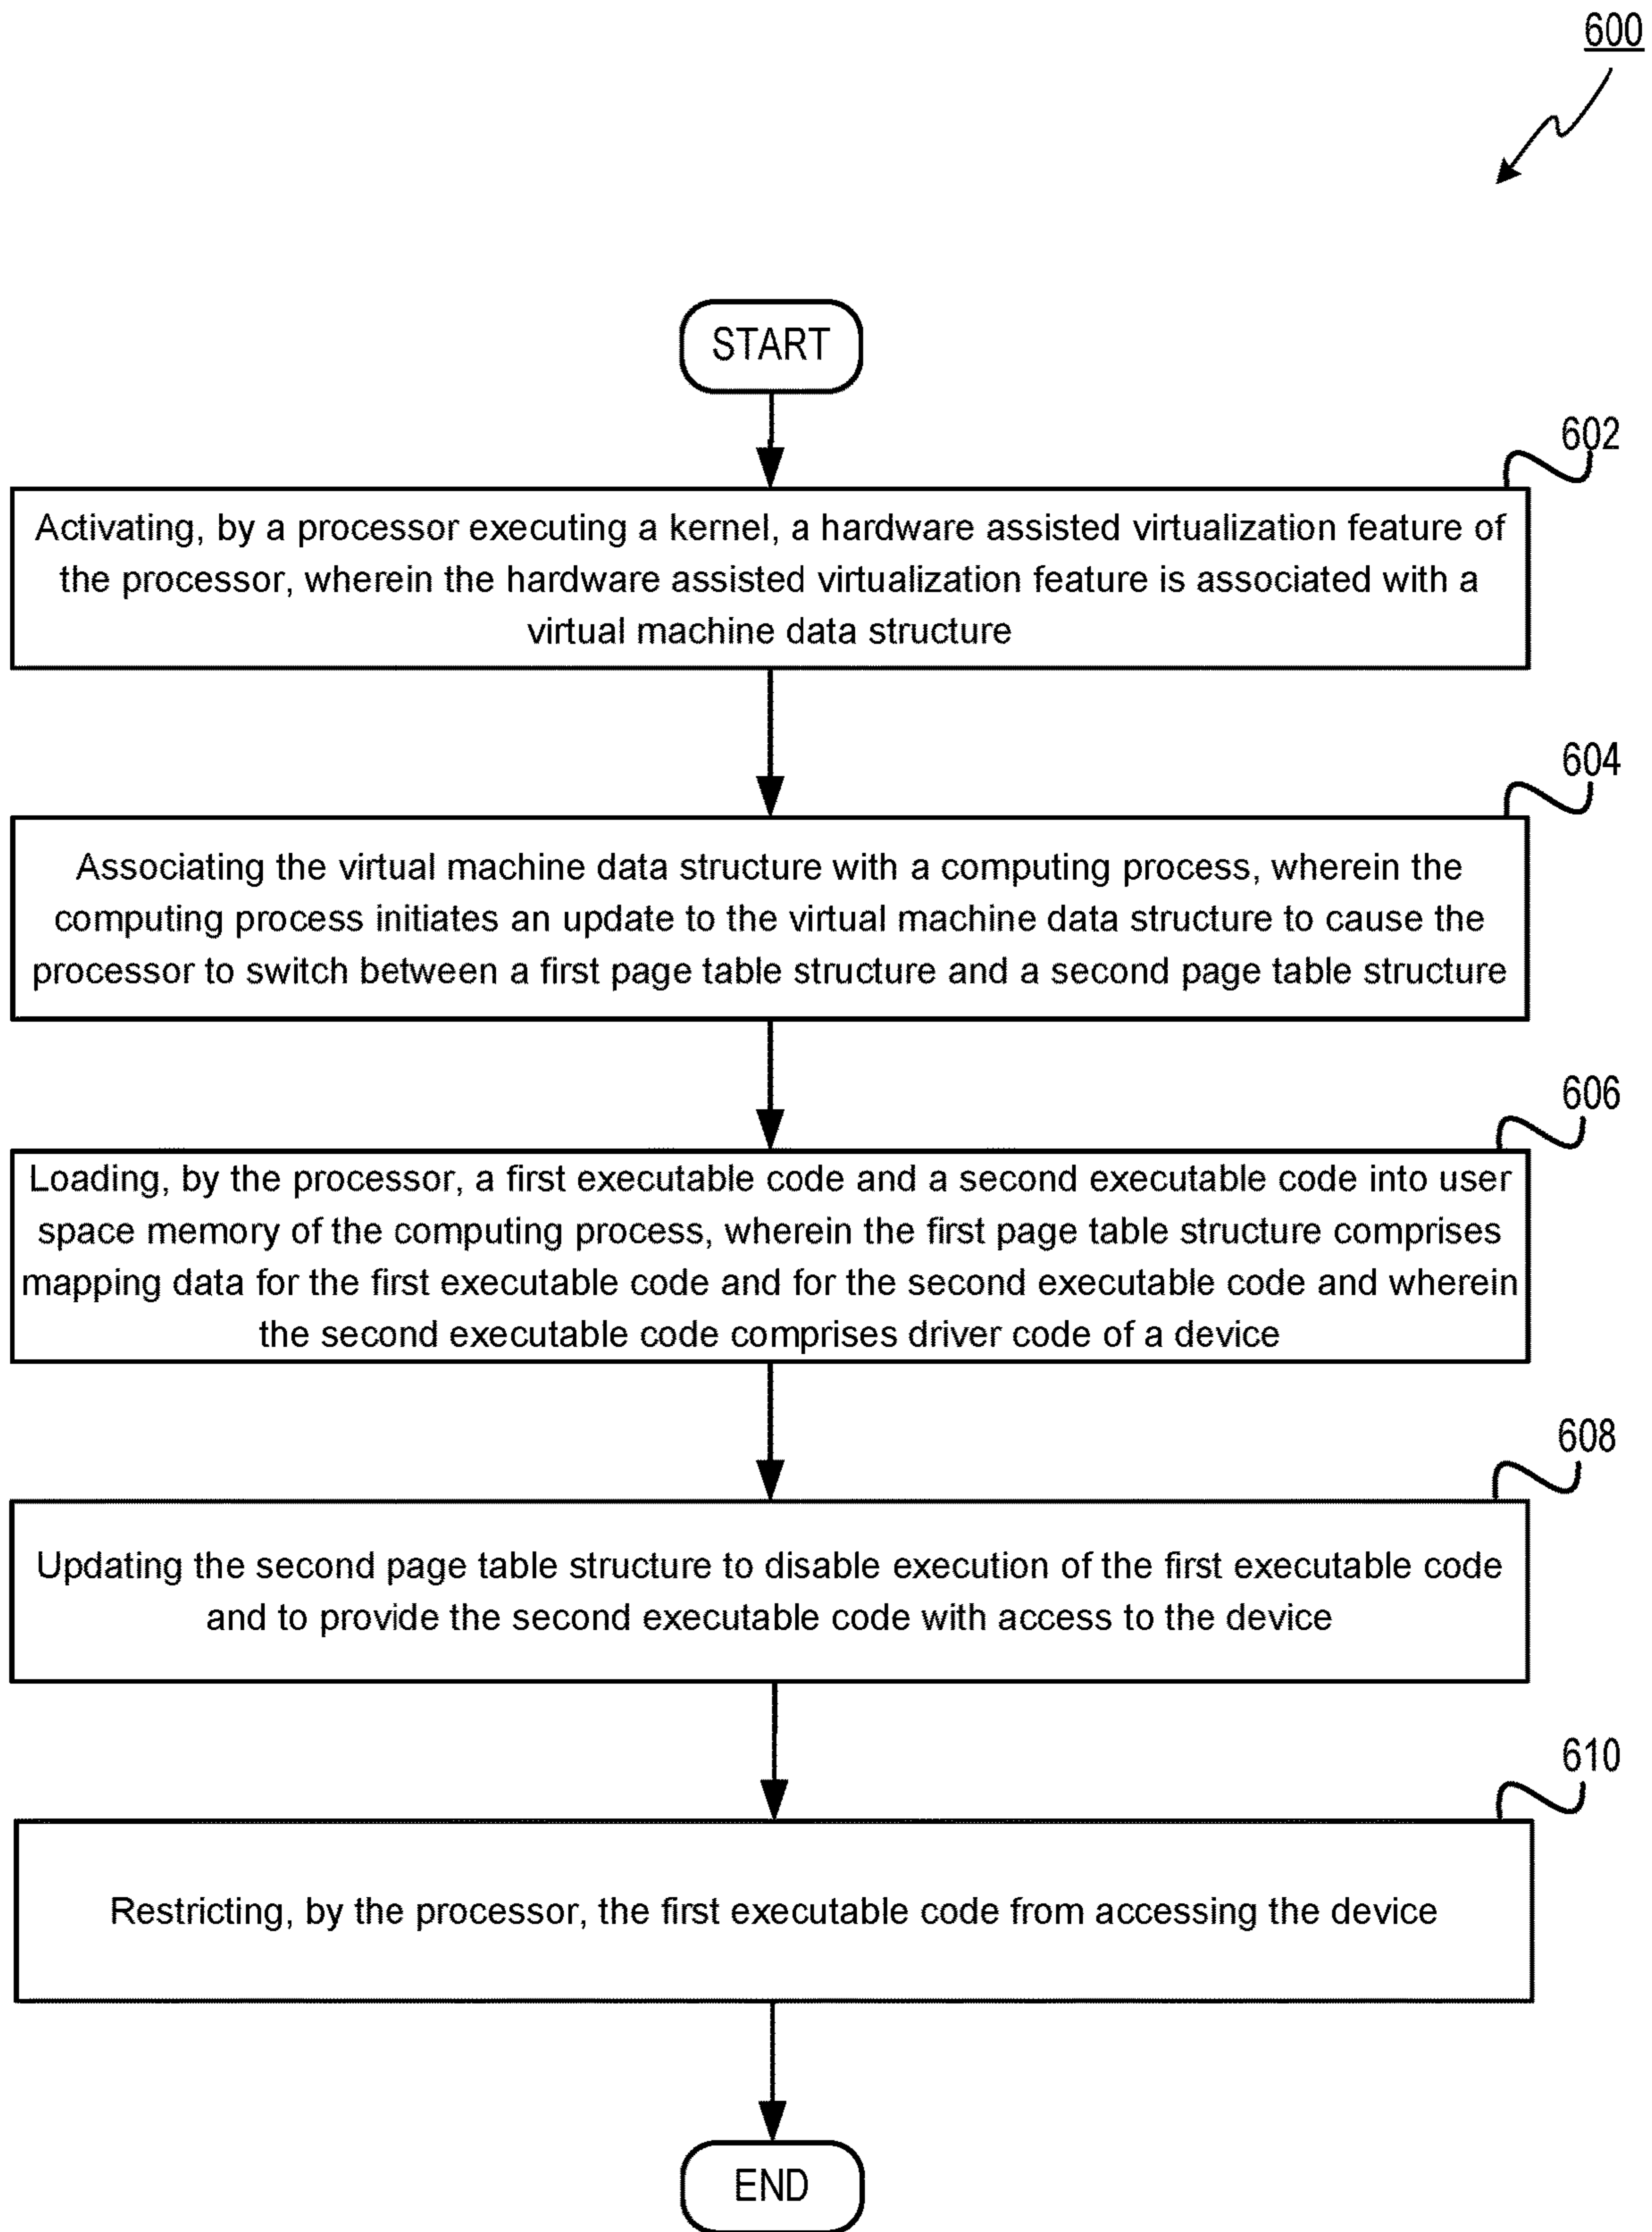 600
START
602
Activating, by a processor executing a kernel, a hardware assisted virtualization feature of
the processor, wherein the hardware assisted virtualization feature is associated with a
virtual machine data structure
604
Associating the virtual machine data structure with a computing process, wherein the
computing process initiates an update to the virtual machine data structure to cause the
processor to switch between a first page table structure and a second page table structure
606
Loading, by the processor, a first executable code and a second executable code into user
space memory of the computing process, wherein the first page table structure comprises
mapping data for the first executable code and for the second executable code and wherein
the second executable code comprises driver code of a device
608
Updating the second page table structure to disable execution of the first executable code
and to provide the second executable code with access to the device
610
Restricting, by the processor, the first executable code from accessing the device
END